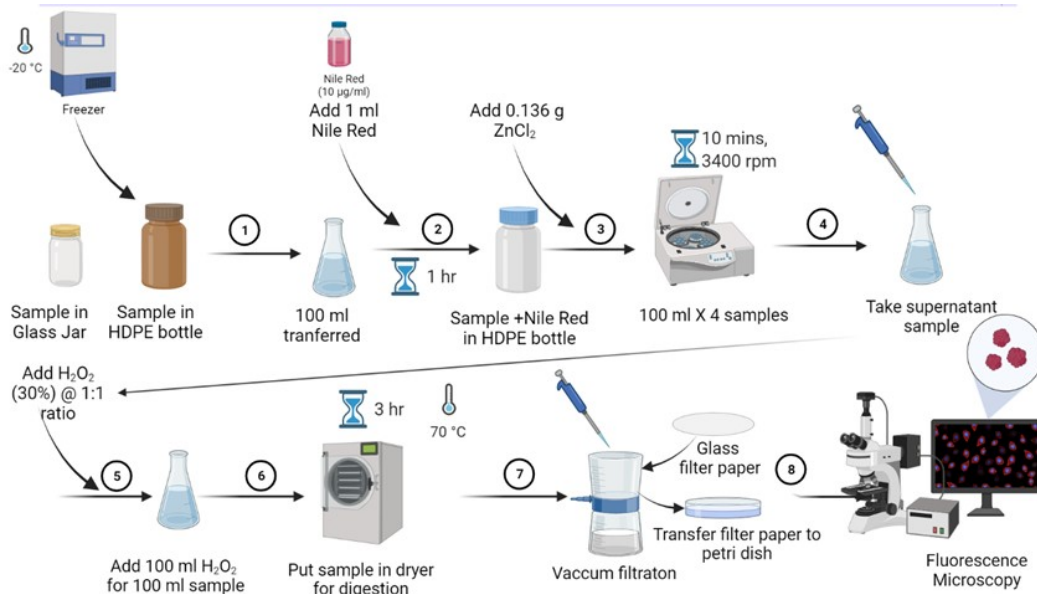 -20 °C
Freezer
Nile Red
(10 µg/ml)
Add 1 ml
Nile Red
Add 0.136 g
ZnCl₂
10 mins,
3400 rpm
1
2
1 hr
3
4
Sample in
Glass Jar
Sample in
HDPE bottle
100 ml
tranferred
Sample +Nile Red
in HDPE bottle
100 ml X 4 samples
Take supernatant
sample
Add H₂O₂
(30%) @ 1:1
ratio
3 hr
70 °C
5
6
7
8
Glass
filter paper
Add 100 ml H₂O₂
for 100 ml sample
Put sample in dryer
for digestion
Vaccum filtraton
Transfer filter paper to
petri dish
Fluorescence
Microscopy